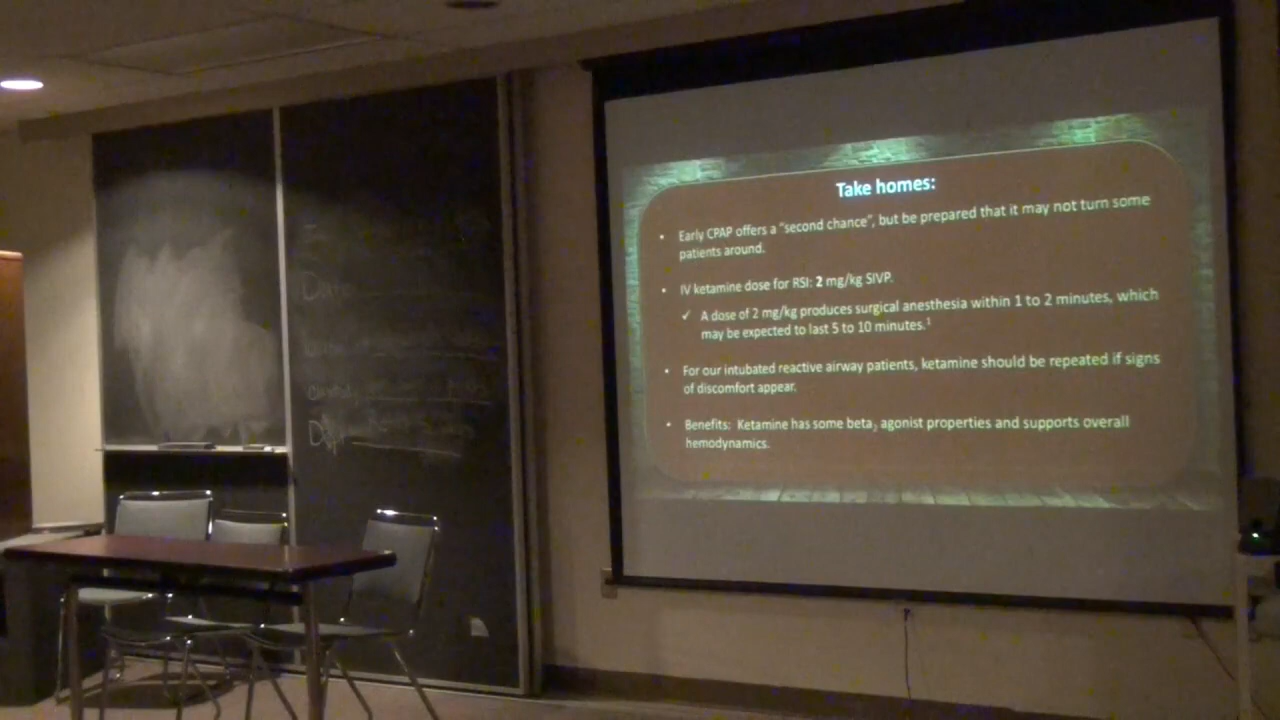 Take homes:
• Early CPAP offers a "second chance", but be prepared that it may not turn some
patients around.
• IV ketamine dose for RSI: 2 mg/kg SIVP.
✓ A dose of 2 mg/kg produces surgical anesthesia within 1 to 2 minutes, which
may be expected to last 5 to 10 minutes.¹
• For our intubated reactive airway patients, ketamine should be repeated if signs
of discomfort appear.
• Benefits: Ketamine has some beta₂ agonist properties and supports overall
hemodynamics.
Date